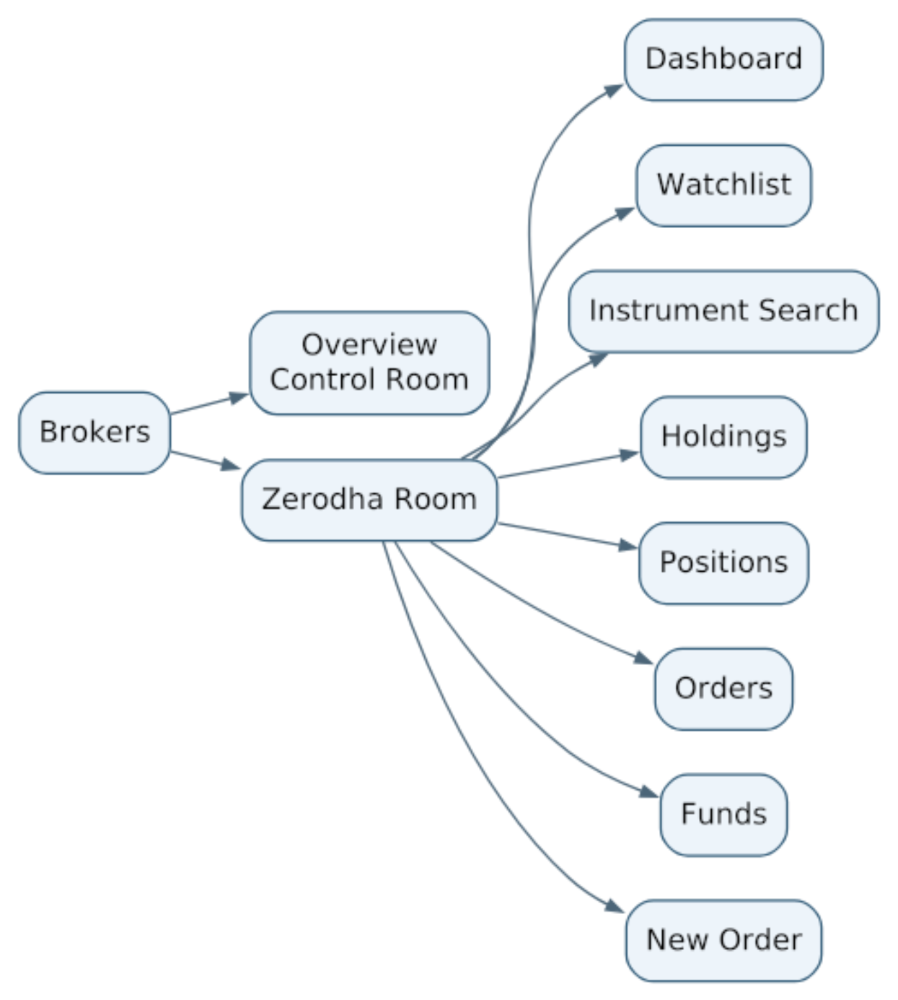 Brokers
Overview
Control Room
Zerodha Room
Dashboard
Watchlist
Instrument Search
Holdings
Positions
Orders
Funds
New Order